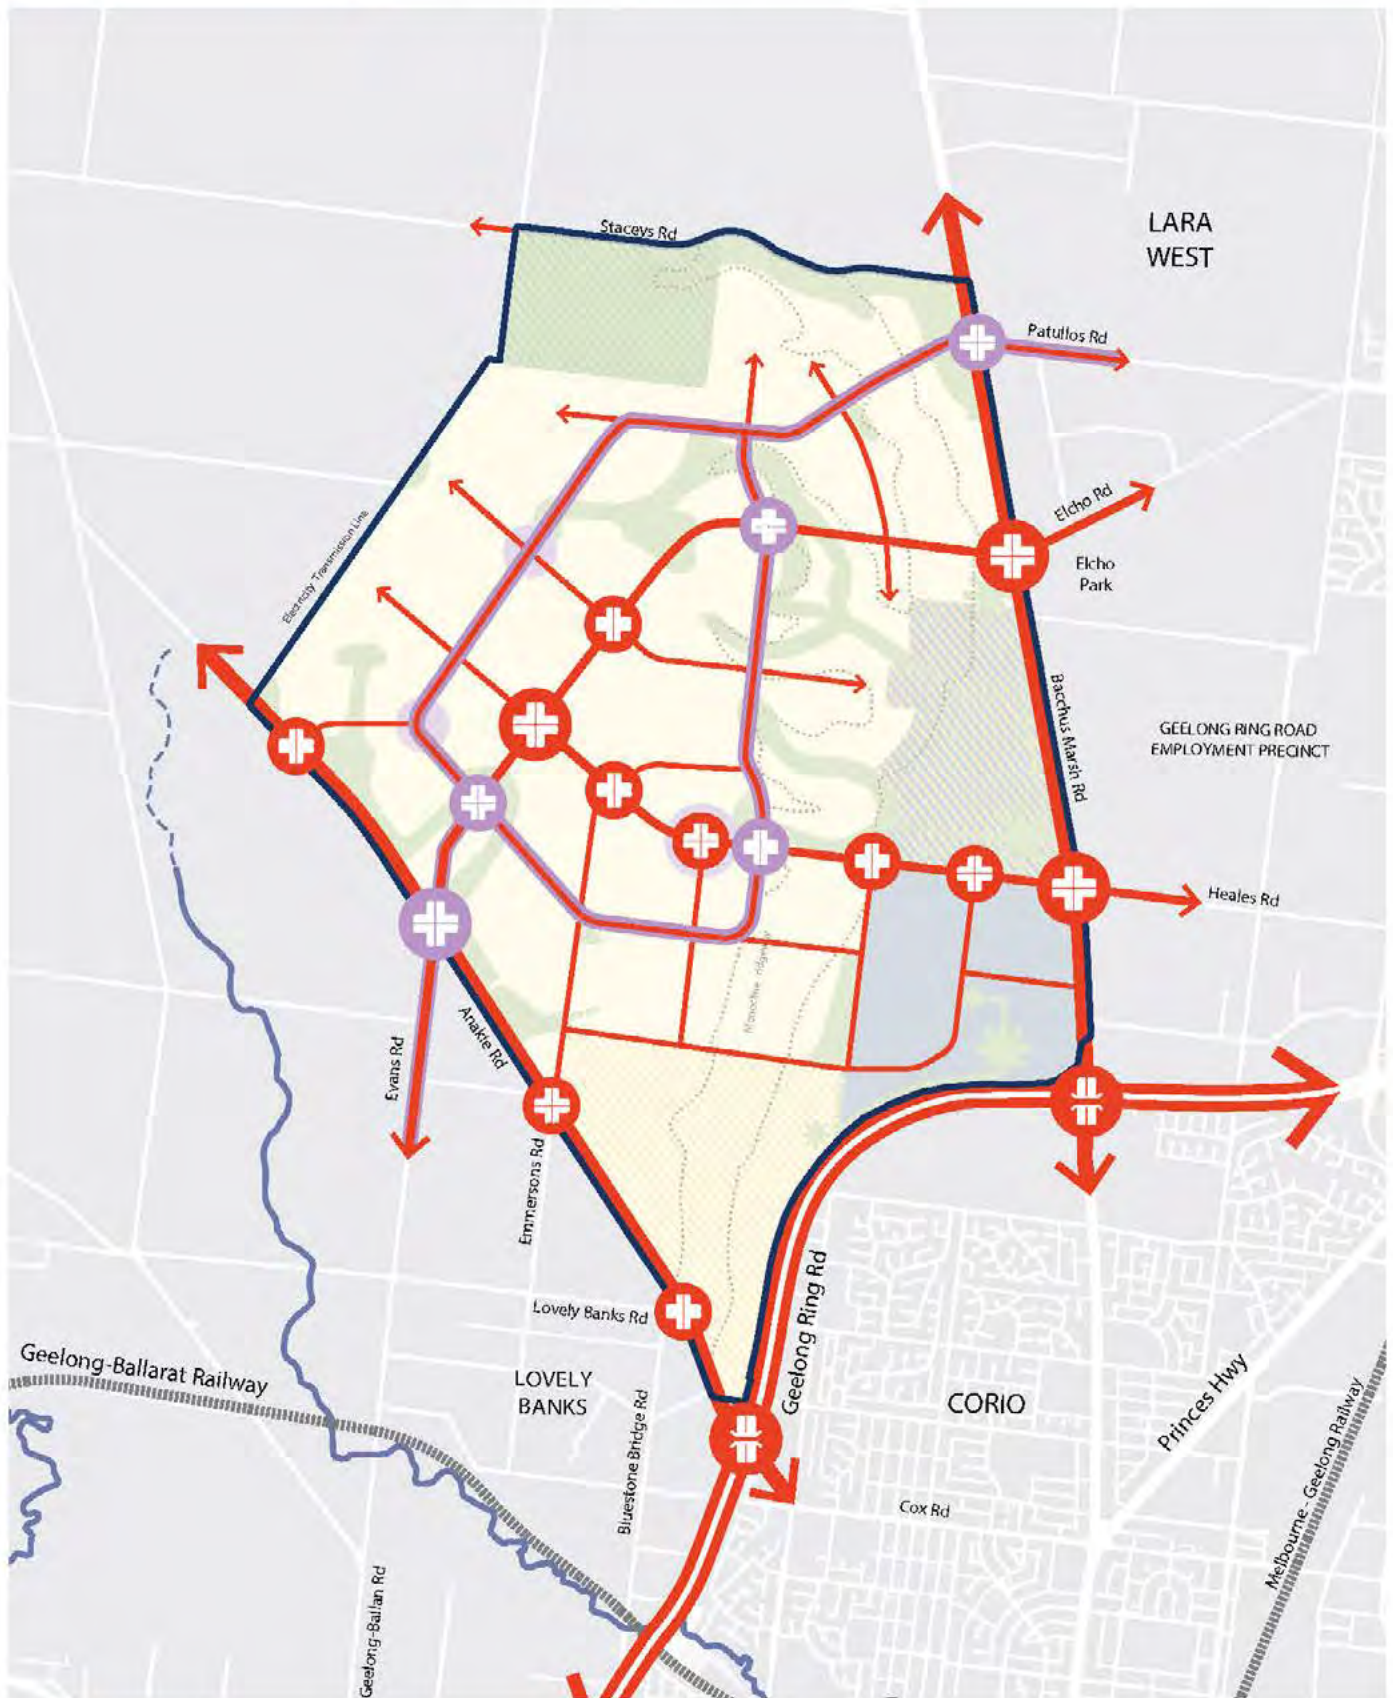 LARA
WEST
Staceys Rd
Patullos Rd
Elcho Rd
Elcho
Park
Electricity Transmission Line
Bacchus Marsh Rd
GEELONG RING ROAD
EMPLOYMENT PRECINCT
Heales Rd
Monocline ridgeway
Anakie Rd
Evans Rd
Emmersons Rd
Geelong Ring Rd
Lovely Banks Rd
Geelong-Ballarat Railway
LOVELY
BANKS
CORIO
Princes Hwy
Bluestone Bridge Rd
Cox Rd
Melbourne - Geelong Railway
Geelong-Ballan Rd